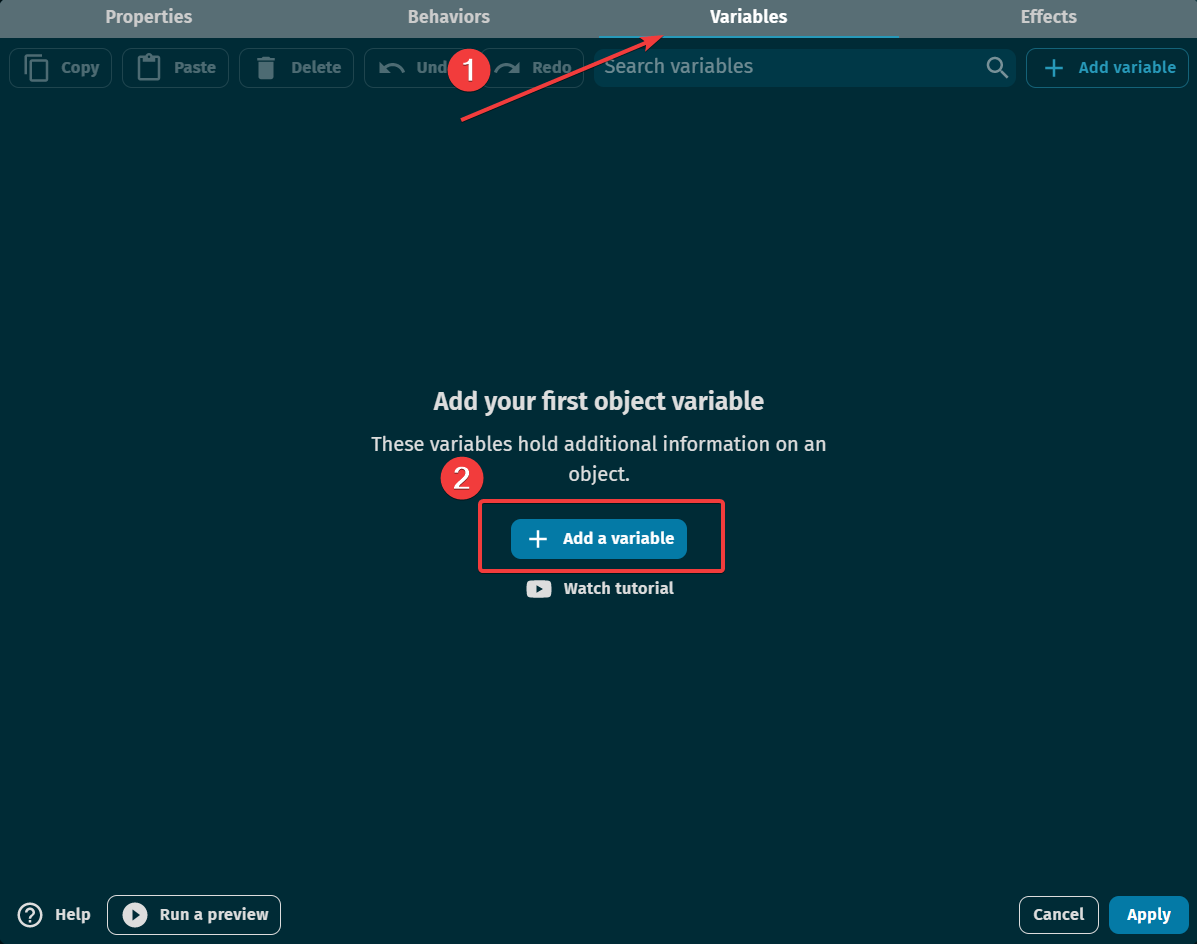 Properties Behaviors Variables Effects
Copy Paste Delete Und 1 Redo Search variables Add variable
Add your first object variable
These variables hold additional information on an
object.
2
Add a variable
Watch tutorial
? Help Run a preview Cancel Apply